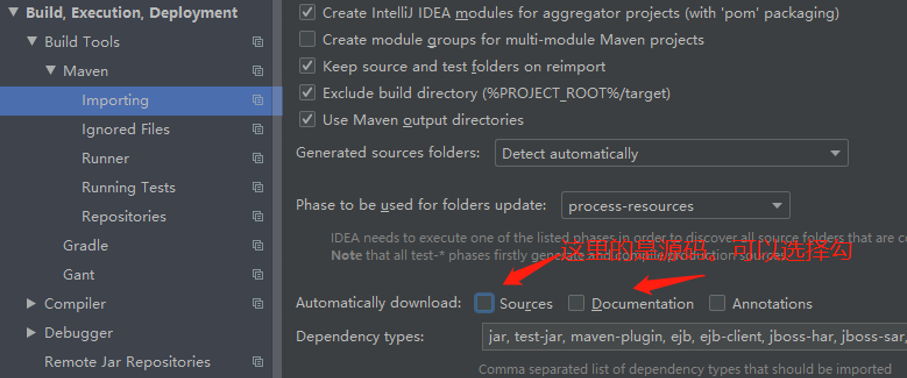 Build, Execution, Deployment
Build Tools
Maven
Importing
Ignored Files
Runner
Running Tests
Repositories
Gradle
Gant
Compiler
Debugger
Remote Jar Repositories
Create IntelliJ IDEA modules for aggregator projects (with 'pom' packaging)
Create module groups for multi-module Maven projects
Keep source and test folders on reimport
Exclude build directory (%PROJECT_ROOT%/target)
Use Maven output directories
Generated sources folders: Detect automatically
Phase to be used for folders update: process-resources
IDEA needs to execute one of the listed phases in order to discover all source folders that are co
Note that all test-* phases firstly generate and compile production sources
这里的是源码，可以选择勾
Automatically download: Sources Documentation Annotations
Dependency types: jar, test-jar, maven-plugin, ejb, ejb-client, jboss-har, jboss-sar,
Comma separated list of dependency types that should be imported